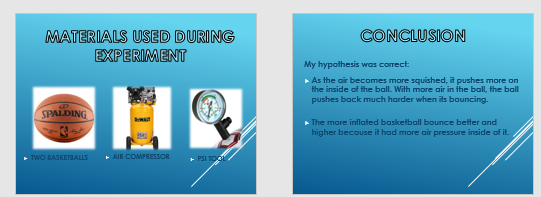 MATERIALS USED DURING
EXPERIMENT
SPALDING
DEWALT
TWO BASKETBALLS
AIR COMPRESSOR
PSI TOOL
CONCLUSION
My hypothesis was correct:
As the air becomes more squished, it pushes more on
the inside of the ball. With more air in the ball, the ball
pushes back much harder when its bouncing.
The more inflated basketball bounce better and
higher because it had more air pressure inside of it.